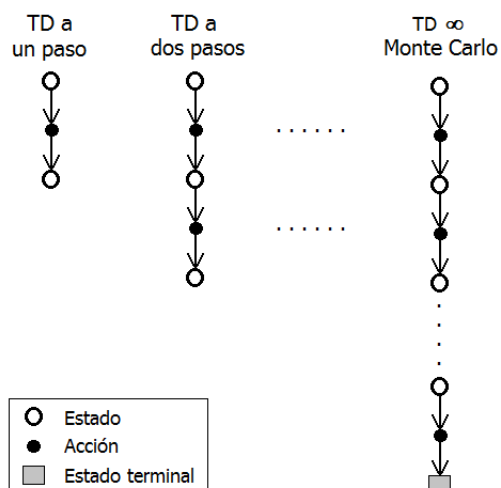 TD a
un paso
TD a
dos pasos
TD ∞
Monte Carlo
. . . . . .
. . . . . .
Estado
Acción
Estado terminal